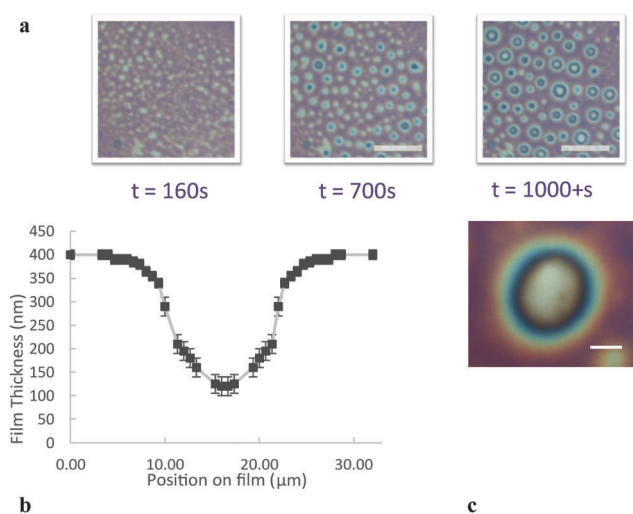 a
t = 160s
t = 700s
t = 1000+s
Film Thickness (nm)
450
400
350
300
250
200
150
100
50
0
0.00
10.00
20.00
30.00
Position on film (μm)
b
c